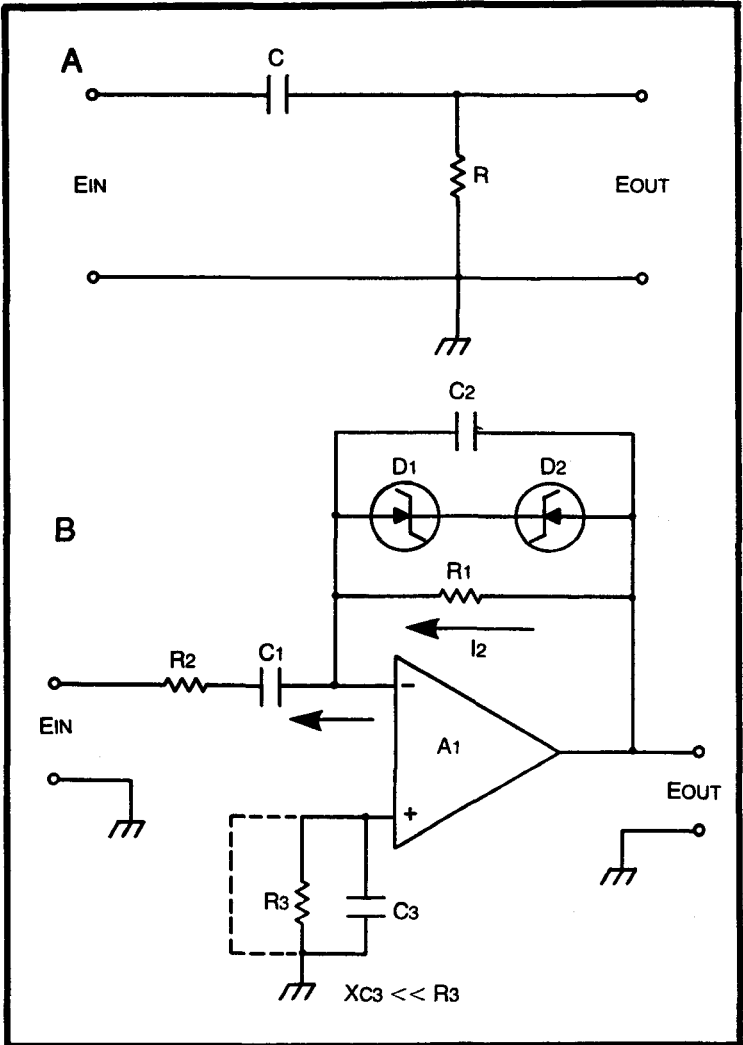 A
C
R
EIN
EOUT
C2
D1
D2
B
R1
I2
R2
C1
−
EIN
A1
EOUT
+
R3
C3
XC3 << R3